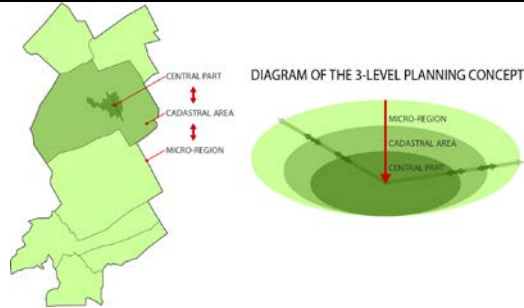 CENTRAL PART
CADASTRAL AREA
MICRO-REGION
DIAGRAM OF THE 3-LEVEL PLANNING CONCEPT
MICRO-REGION
CADASTRAL AREA
CENTRAL PART